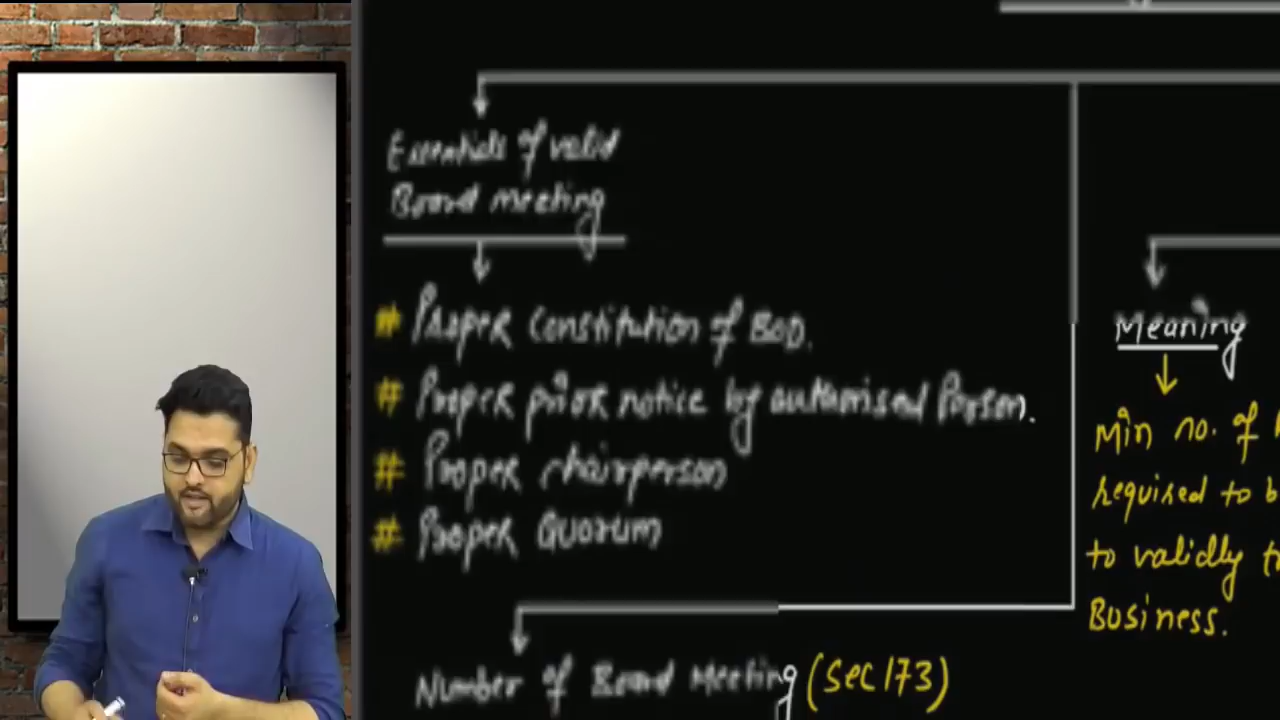 Essentials of valid
Board meeting
# Proper Constitution of BOD.
# Proper prior notice by authorised Person.
# Proper chairperson
# Proper Quorum
Number of Board Meeting (Sec 173)
Meaning
Min no. of
required to
to validly
Business.